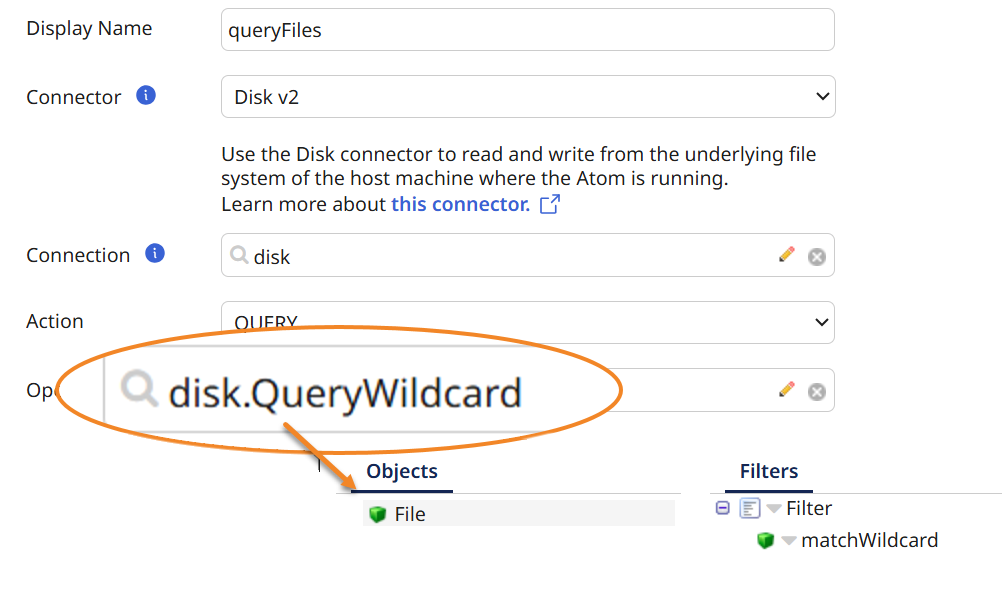 Display Name
queryFiles
Connector
Disk v2
Use the Disk connector to read and write from the underlying file
system of the host machine where the Atom is running.
Learn more about this connector.
Connection
disk
Action
QUERY
Op
disk.QueryWildcard
Objects
Filters
File
Filter
matchWildcard